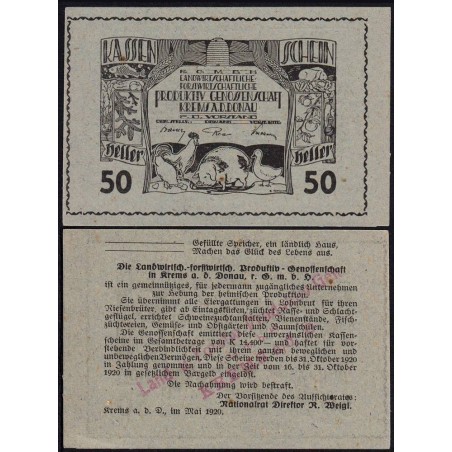 KASSEN SCHEIN
LANDWIRTSCHAFTLICHE-
FORSTWIRTSCHAFTLICHE
PRODUKTIV GENOSSENSCHAFT
KREMS A.D. DONAU
F. D. VORSTAND
Heller Heller
50 50
Gefüllte Speicher, ein ländlich Haus,
Machen das Glück des Lebens aus.
Die Landwirtsch.-forstwirtsch. Produktiv-Genossenschaft
in Krems a. d. Donau, r. G. m. b. H.
ist ein gemeinnütziges, für jedermann zugängliches Unternehmen
zur Hebung der heimischen Produktion.
Sie übernimmt alle Eiergattungen in Lohnbrut für ihre
Riesenbrüter, gibt ab Eintagsküken, züchtet Rasse- und Schlacht-
geflügel, errichtet Schweinezuchtanstalten, Bienenstände, Fisch-
züchtereien, Gemüse- und Obstgärten und Baumschulen.
Die Genossenschaft emittiert diese unverzinslichen Kassen-
scheine im Gesamtbetrage von K 14.400·— und haftet für vor-
stehende Verbindlichkeit mit ihrem ganzen beweglichen und
unbeweglichen Vermögen. Diese Scheine werden bis 31. Oktober 1920
in Zahlung genommen und in der Zeit vom 16. bis 31. Oktober
1920 in gesetzlichen Bargeld eingelöst.
Die Nachahmung wird bestraft.
Der Vorsitzende des Aufsichtsrates:
Krems a. d. D., im Mai 1920. Nationalrat Direktor R. Weigl.